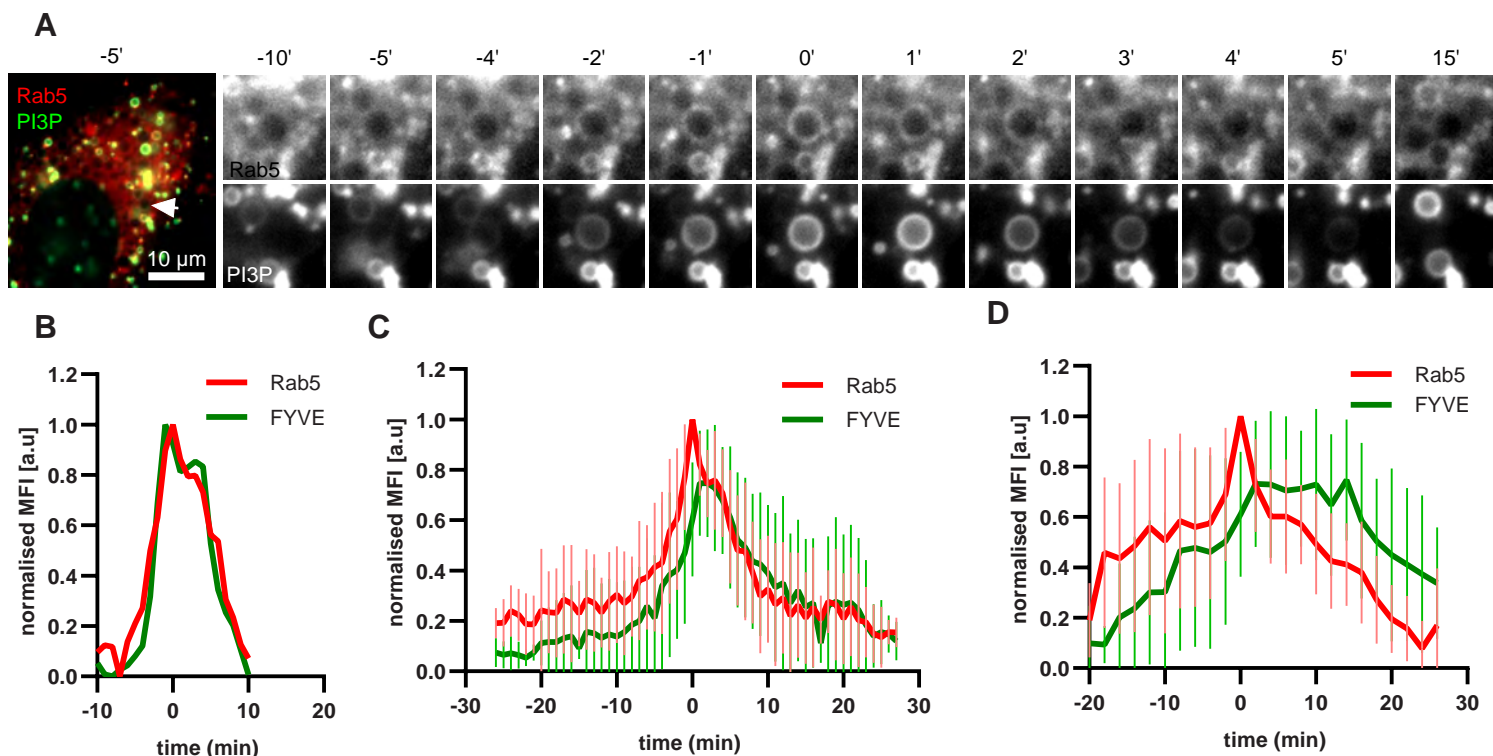 A
-5' -10' -5' -4' -2' -1' 0' 1' 2' 3' 4' 5' 15'
Rab5
PI3P
10 µm
Rab5
PI3P
B
normalised MFI [a.u]
1.2
1.0
0.8
0.6
0.4
0.2
0.0
-10 0 10 20
time (min)
Rab5
FYVE
C
normalised MFI [a.u]
1.2
1.0
0.8
0.6
0.4
0.2
0.0
-30 -20 -10 0 10 20 30
time (min)
Rab5
FYVE
D
normalised MFI [a.u]
1.2
1.0
0.8
0.6
0.4
0.2
0.0
-20 -10 0 10 20 30
time (min)
Rab5
FYVE